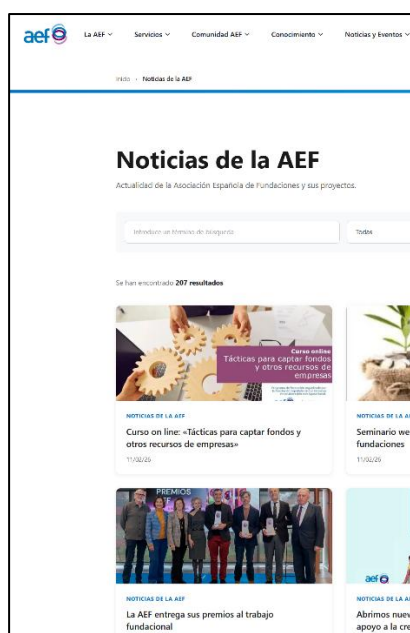 aef
La AEF
Servicios
Comunidad AEF
Conocimiento
Noticias y Eventos
Inicio › Noticias de la AEF
Noticias de la AEF
Actualidad de la Asociación Española de Fundaciones y sus proyectos.
Introduce un término de búsqueda
Todas
Se han encontrado 207 resultados
Curso online
Tácticas para captar fondos
y otros recursos de
empresas
NOTICIAS DE LA AEF
Curso on line: «Tácticas para captar fondos y
otros recursos de empresas»
11/02/26
NOTICIAS DE LA AE
Seminario we
fundaciones
11/02/26
PREMIOS
NOTICIAS DE LA AEF
La AEF entrega sus premios al trabajo
fundacional
aef
NOTICIAS DE LA AE
Abrimos nuev
apoyo a la cre